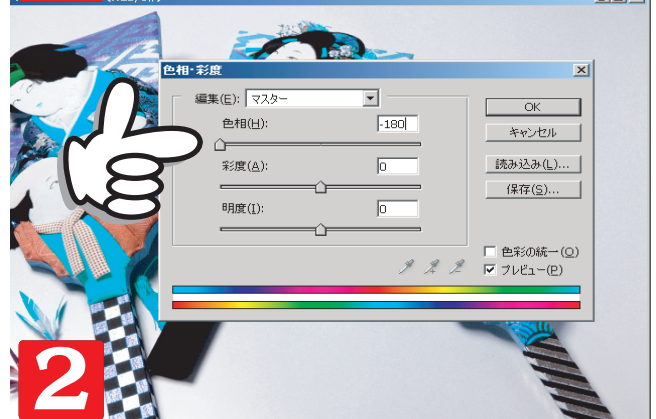 色相・彩度
編集(E): マスター
OK
色相(H): -180
キャンセル
彩度(A): 0
読み込み(L)...
保存(S)...
明度(I): 0
色彩の統一(O)
プレビュー(P)
2